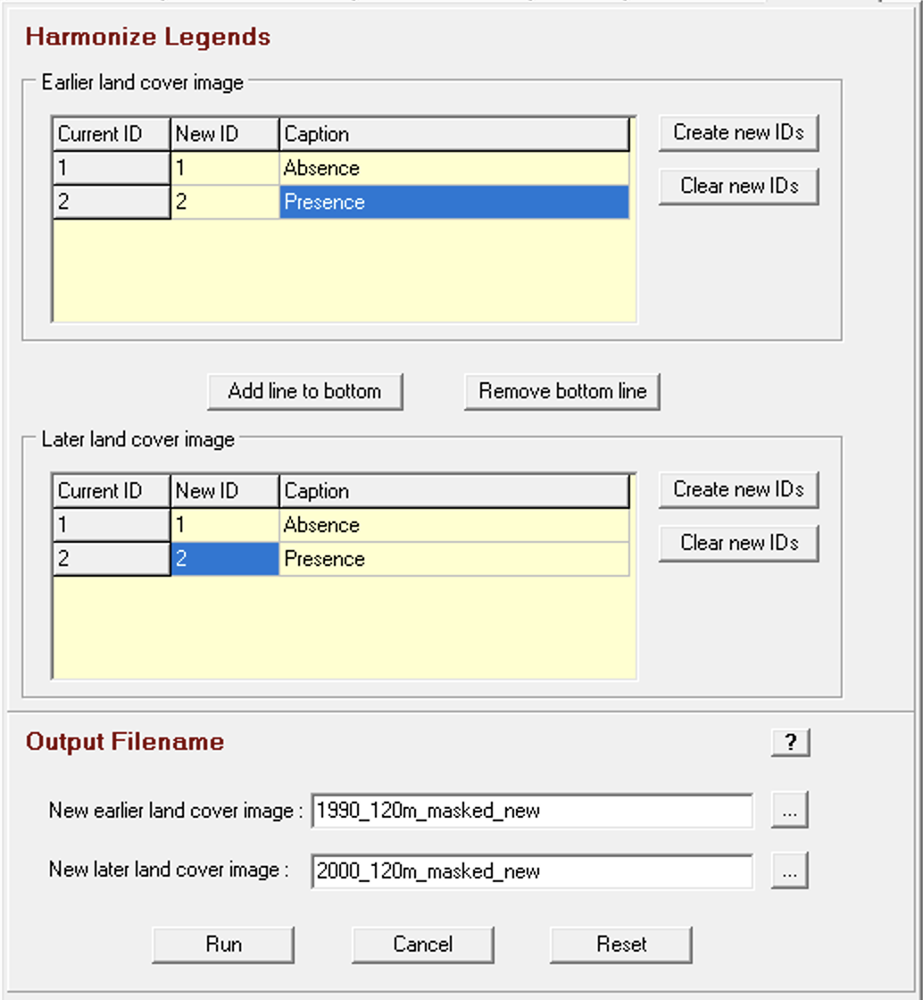 Harmonize Legends
Earlier land cover image
Current ID New ID Caption
1 1 Absence
2 2 Presence
Create new IDs
Clear new IDs
Add line to bottom Remove bottom line
Later land cover image
Current ID New ID Caption
1 1 Absence
2 2 Presence
Create new IDs
Clear new IDs
Output Filename
?
New earlier land cover image : 1990_120m_masked_new ...
New later land cover image : 2000_120m_masked_new ...
Run Cancel Reset